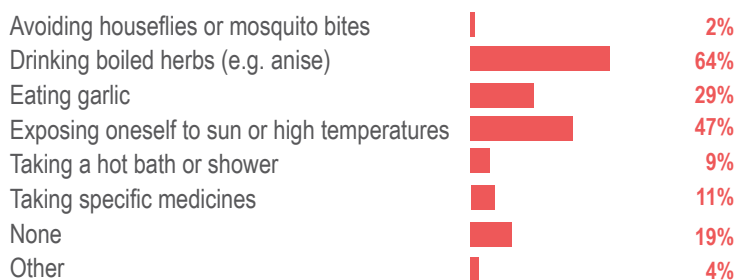 Avoiding houseflies or mosquito bites 2%
Drinking boiled herbs (e.g. anise) 64%
Eating garlic 29%
Exposing oneself to sun or high temperatures 47%
Taking a hot bath or shower 9%
Taking specific medicines 11%
None 19%
Other 4%